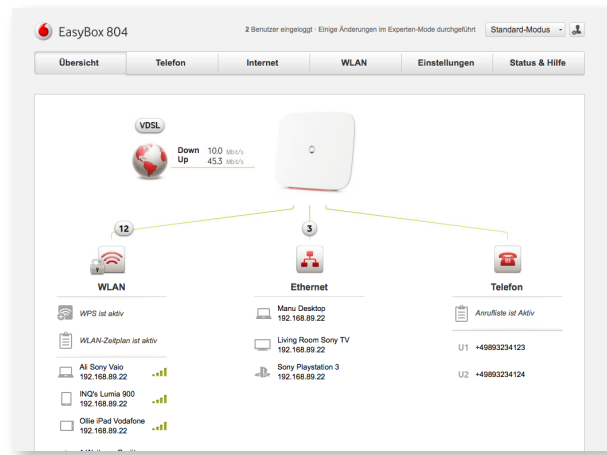 EasyBox 804
2 Benutzer eingeloggt · Einige Änderungen im Experten-Mode durchgeführt
Standard-Modus
Übersicht
Telefon
Internet
WLAN
Einstellungen
Status & Hilfe
VDSL
Down 10.0 Mbit/s
Up 45.3 Mbit/s
12
3
WLAN
WPS ist aktiv
WLAN-Zeitplan ist aktiv
Ali Sony Vaio
192.168.89.22
INQ's Lumia 900
192.168.89.22
Ollie iPad Vodafone
192.168.89.22
Ethernet
Manu Desktop
192.168.89.22
Living Room Sony TV
192.168.89.22
Sony Playstation 3
192.168.89.22
Telefon
Anrufliste ist Aktiv
U1 +49893234123
U2 +49893234124